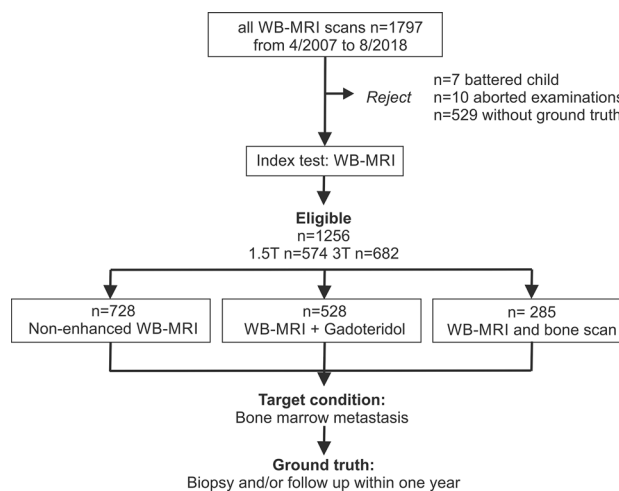 all WB-MRI scans n=1797
from 4/2007 to 8/2018
Reject
n=7 battered child
n=10 aborted examinations
n=529 without ground truth
Index test: WB-MRI
Eligible
n=1256
1.5T n=574 3T n=682
n=728
Non-enhanced WB-MRI
n=528
WB-MRI + Gadoteridol
n= 285
WB-MRI and bone scan
Target condition:
Bone marrow metastasis
Ground truth:
Biopsy and/or follow up within one year